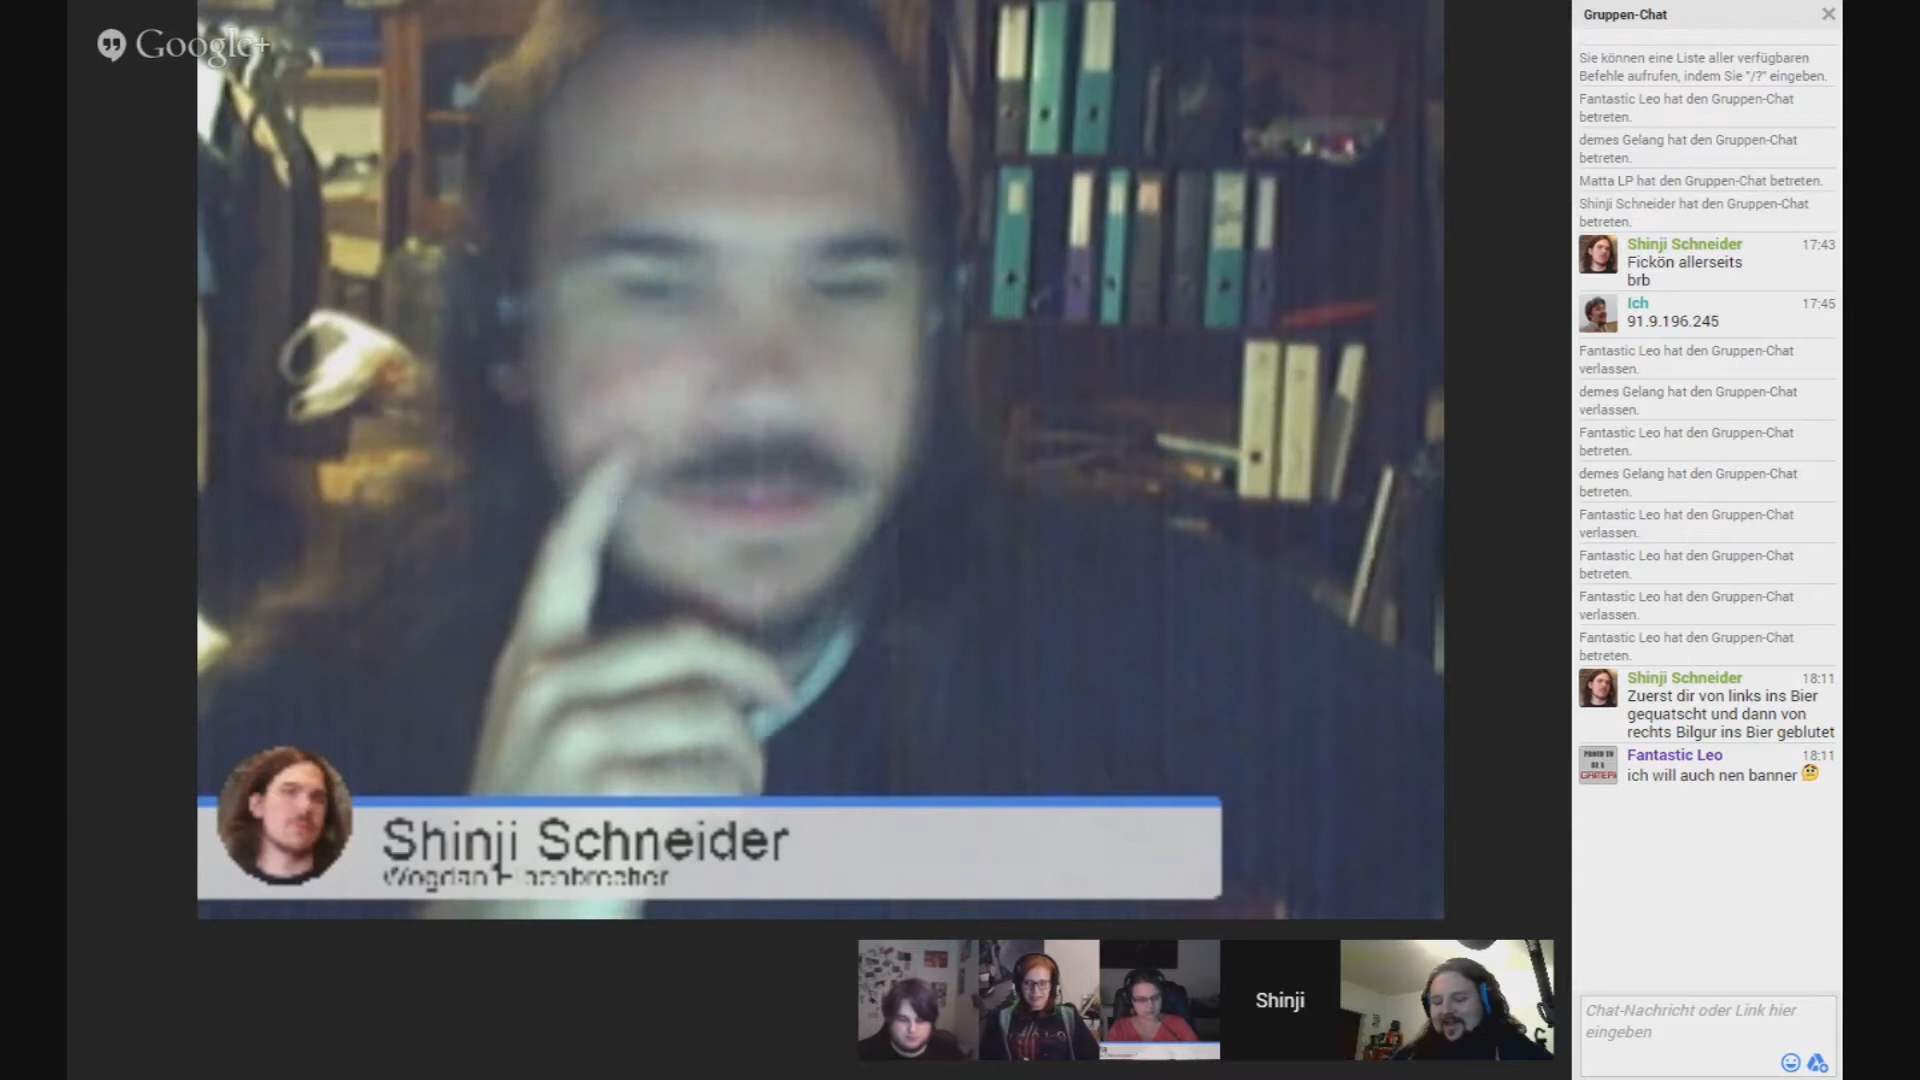 Google+
Shinji Schneider
Shinji
Gruppen-Chat
Sie können eine Liste aller verfügbaren
Befehle aufrufen, indem Sie "/?" eingeben.
Fantastic Leo hat den Gruppen-Chat
betreten.
demes Gelang hat den Gruppen-Chat
betreten.
Matta LP hat den Gruppen-Chat betreten.
Shinji Schneider hat den Gruppen-Chat
betreten.
Shinji Schneider 17:43
Fickön allerseits
brb
Ich 17:45
91.9.196.245
Fantastic Leo hat den Gruppen-Chat
verlassen.
demes Gelang hat den Gruppen-Chat
verlassen.
Fantastic Leo hat den Gruppen-Chat
betreten.
demes Gelang hat den Gruppen-Chat
betreten.
Fantastic Leo hat den Gruppen-Chat
verlassen.
Fantastic Leo hat den Gruppen-Chat
betreten.
Fantastic Leo hat den Gruppen-Chat
verlassen.
Fantastic Leo hat den Gruppen-Chat
betreten.
Shinji Schneider 18:11
Zuerst dir von links ins Bier
gequatscht und dann von
rechts Bilgur ins Bier geblutet
PROUD TO
BE A
GAMER
Fantastic Leo 18:11
ich will auch nen banner
Chat-Nachricht oder Link hier
eingeben